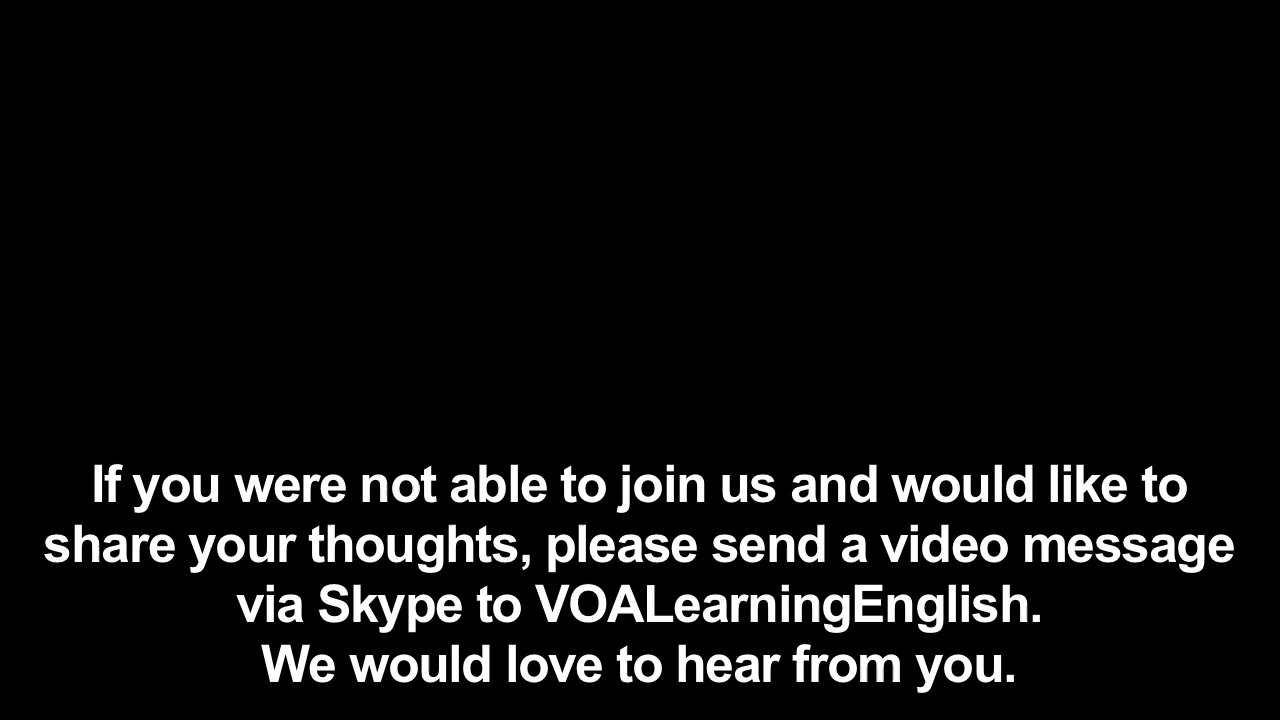 If you were not able to join us and would like to
share your thoughts, please send a video message
via Skype to VOALearningEnglish.
We would love to hear from you.